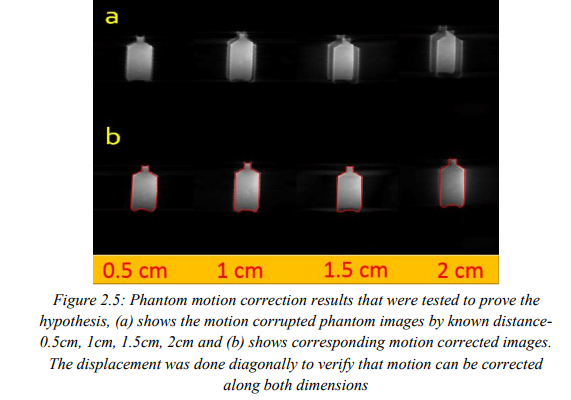 a
b
0.5 cm 1 cm 1.5 cm 2 cm
Figure 2.5: Phantom motion correction results that were tested to prove the
hypothesis, (a) shows the motion corrupted phantom images by known distance-
0.5cm, 1cm, 1.5cm, 2cm and (b) shows corresponding motion corrected images.
The displacement was done diagonally to verify that motion can be corrected
along both dimensions